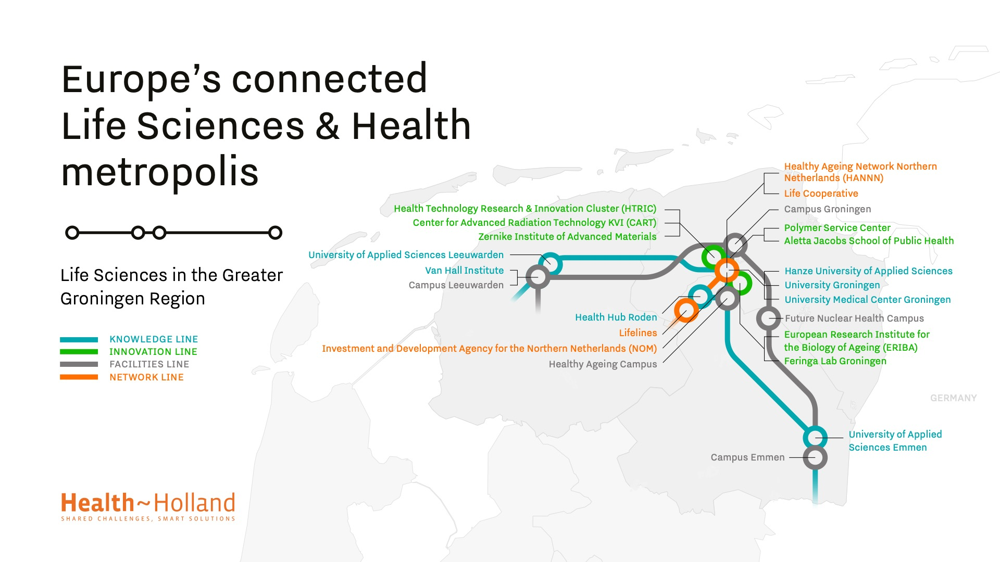 Europe’s connected
Life Sciences & Health
metropolis
Life Sciences in the Greater
Groningen Region
KNOWLEDGE LINE
INNOVATION LINE
FACILITIES LINE
NETWORK LINE
Health~Holland
SHARED CHALLENGES, SMART SOLUTIONS
Health Technology Research & Innovation Cluster (HTRIC)
Center for Advanced Radiation Technology KVI (CART)
Zernike Institute of Advanced Materials
University of Applied Sciences Leeuwarden
Van Hall Institute
Campus Leeuwarden
Health Hub Roden
Lifelines
Investment and Development Agency for the Northern Netherlands (NOM)
Healthy Ageing Campus
Healthy Ageing Network Northern
Netherlands (HANNN)
Life Cooperative
Campus Groningen
Polymer Service Center
Aletta Jacobs School of Public Health
Hanze University of Applied Sciences
University Groningen
University Medical Center Groningen
Future Nuclear Health Campus
European Research Institute for
the Biology of Ageing (ERIBA)
Feringa Lab Groningen
GERMANY
University of Applied
Sciences Emmen
Campus Emmen